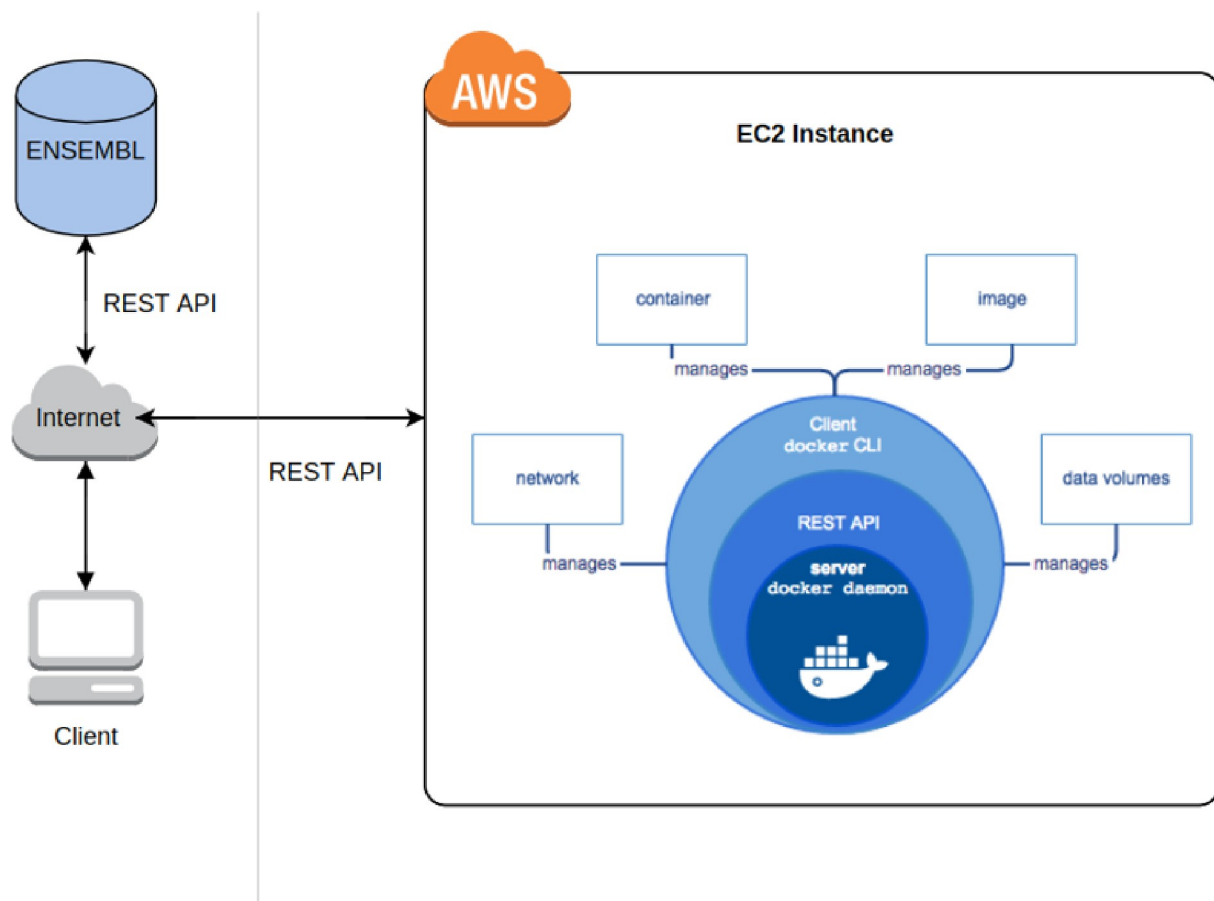 AWS
EC2 Instance
ENSEMBL
REST API
Internet
REST API
Client
container
image
manages
manages
Client
docker CLI
network
data volumes
REST API
manages
manages
server
docker daemon